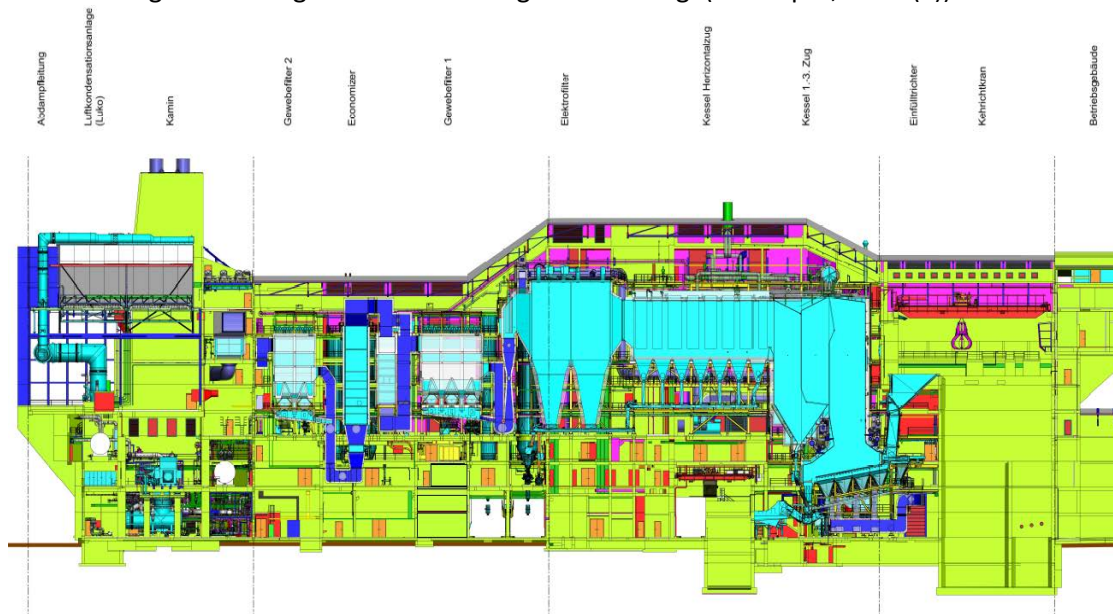 Abdampfleitung
Luftkondensationsanlage
(Luko)
Kamin
Gewebefilter 2
Economizer
Gewebefilter 1
Elektrofilter
Kessel Horizontalzug
Kessel 1.-3. Zug
Einfülltrichter
Kehrichtkran
Betriebsgebäude